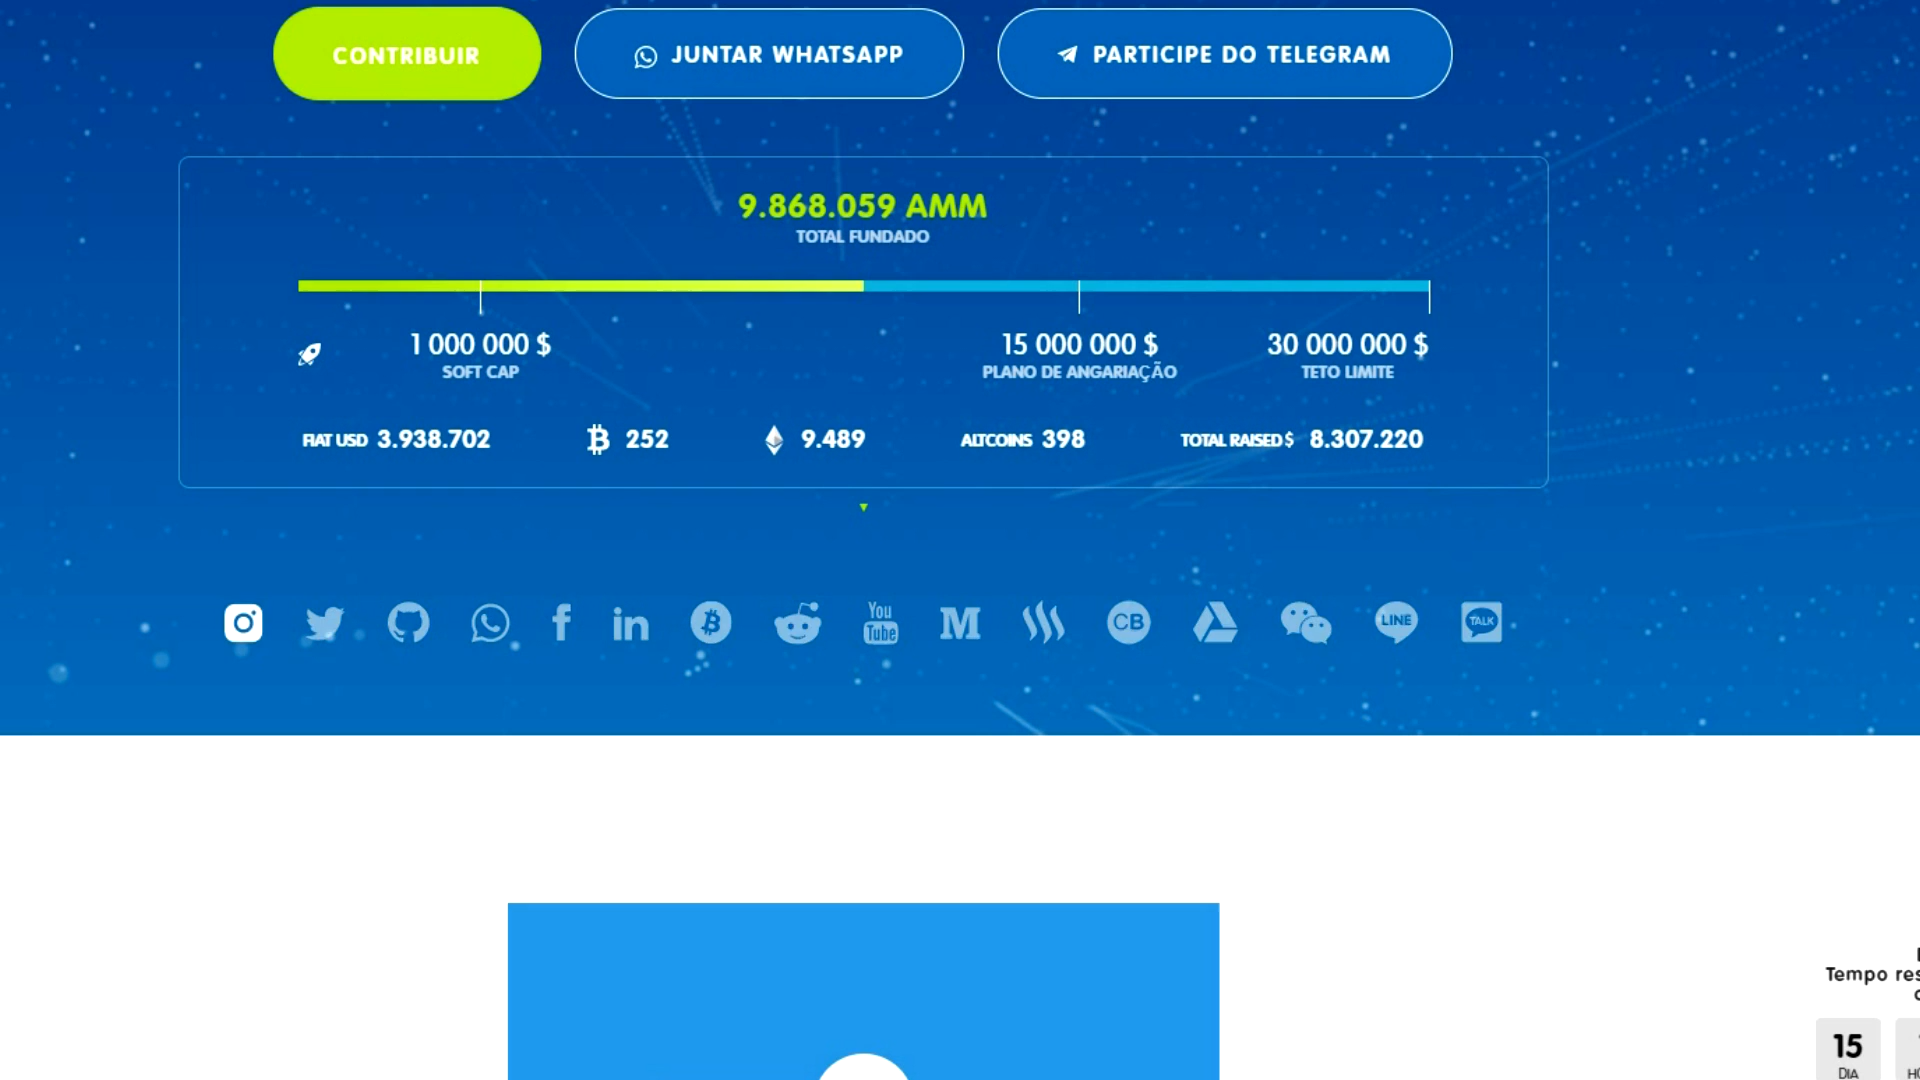 CONTRIBUIR
JUNTAR WHATSAPP
PARTICIPE DO TELEGRAM
9.868.059 AMM
TOTAL FUNDADO
1 000 000 $
SOFT CAP
15 000 000 $
PLANO DE ANGARIAÇÃO
30 000 000 $
TETO LIMITE
FIAT USD 3.938.702
252
9.489
ALTCOINS 398
TOTAL RAISED $ 8.307.220
You
Tube
CB
LINE
TALK
Tempo
15
DIA